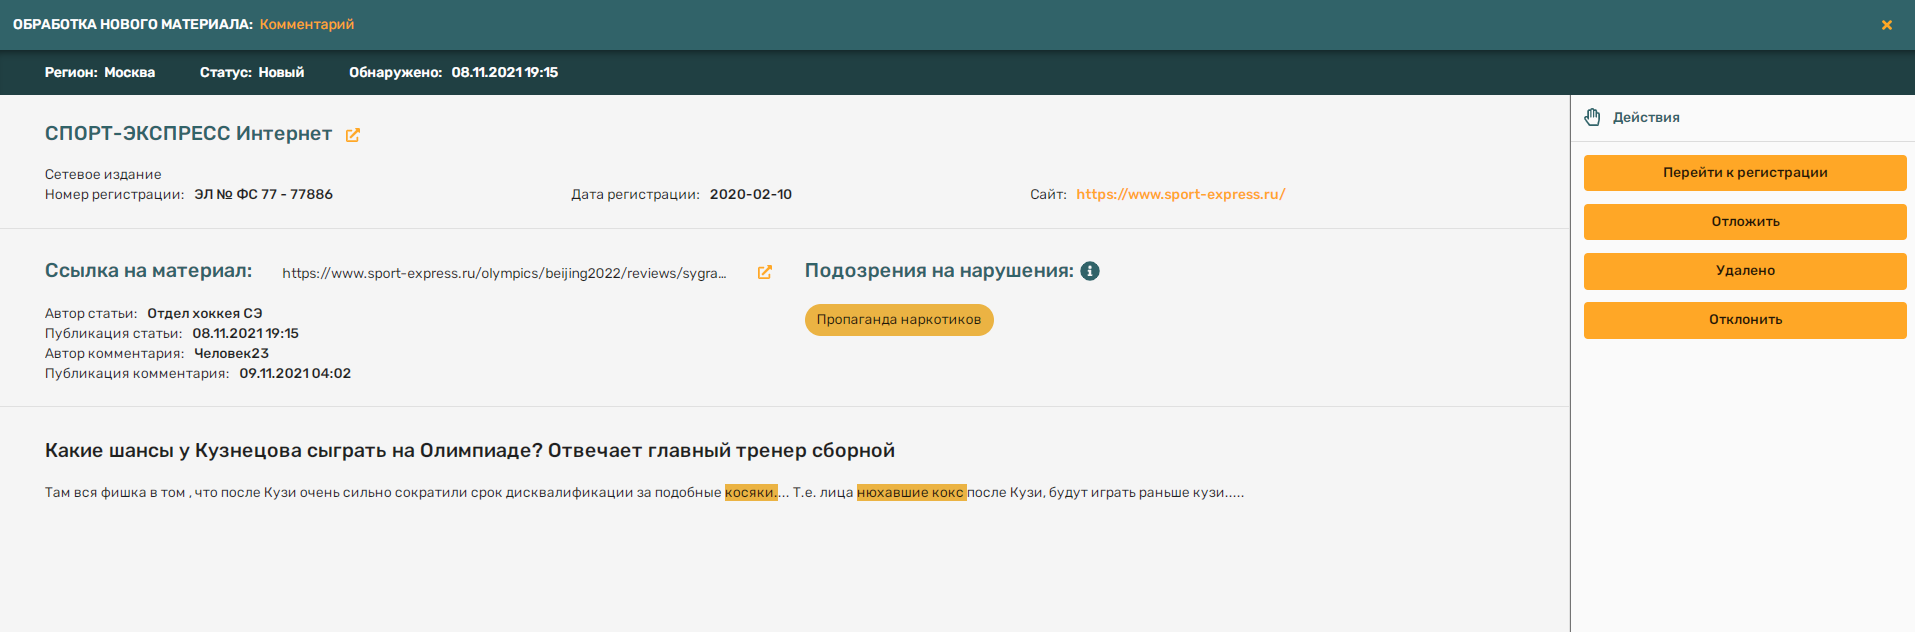 ОБРАБОТКА НОВОГО МАТЕРИАЛА: Комментарий
Регион: Москва Статус: Новый Обнаружено: 08.11.2021 19:15
СПОРТ-ЭКСПРЕСС Интернет
Сетевое издание
Номер регистрации: ЭЛ № ФС 77 - 77886 Дата регистрации: 2020-02-10 Сайт: https://www.sport-express.ru/
Ссылка на материал: https://www.sport-express.ru/olympics/beijing2022/reviews/sygra...
Автор статьи: Отдел хоккея СЭ
Публикация статьи: 08.11.2021 19:15
Автор комментария: Человек23
Публикация комментария: 09.11.2021 04:02
Подозрения на нарушения:
Пропаганда наркотиков
Какие шансы у Кузнецова сыграть на Олимпиаде? Отвечает главный тренер сборной
Там вся фишка в том , что после Кузи очень сильно сократили срок дисквалификации за подобные косяки.... Т.е. лица нюхавшие кокс после Кузи, будут играть раньше кузи.....
Действия
Перейти к регистрации
Отложить
Удалено
Отклонить